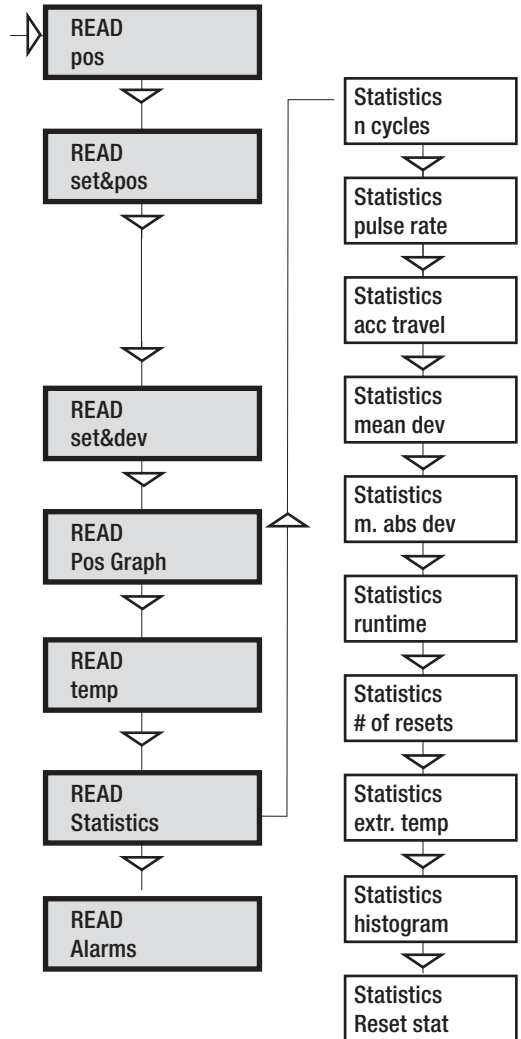 READ
pos
READ
set&pos
READ
set&dev
READ
Pos Graph
READ
temp
READ
Statistics
READ
Alarms
Statistics
n cycles
Statistics
pulse rate
Statistics
acc travel
Statistics
mean dev
Statistics
m. abs dev
Statistics
runtime
Statistics
# of resets
Statistics
extr. temp
Statistics
histogram
Statistics
Reset stat